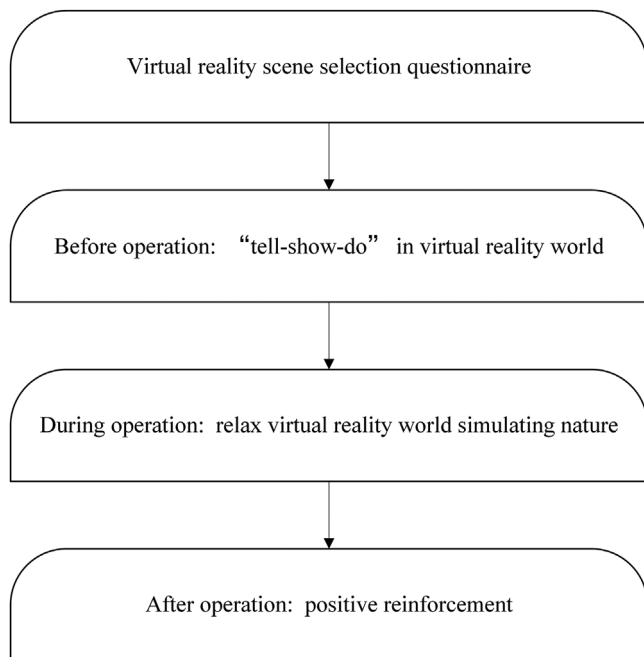 Virtual reality scene selection questionnaire
Before operation: “tell-show-do” in virtual reality world
During operation: relax virtual reality world simulating nature
After operation: positive reinforcement